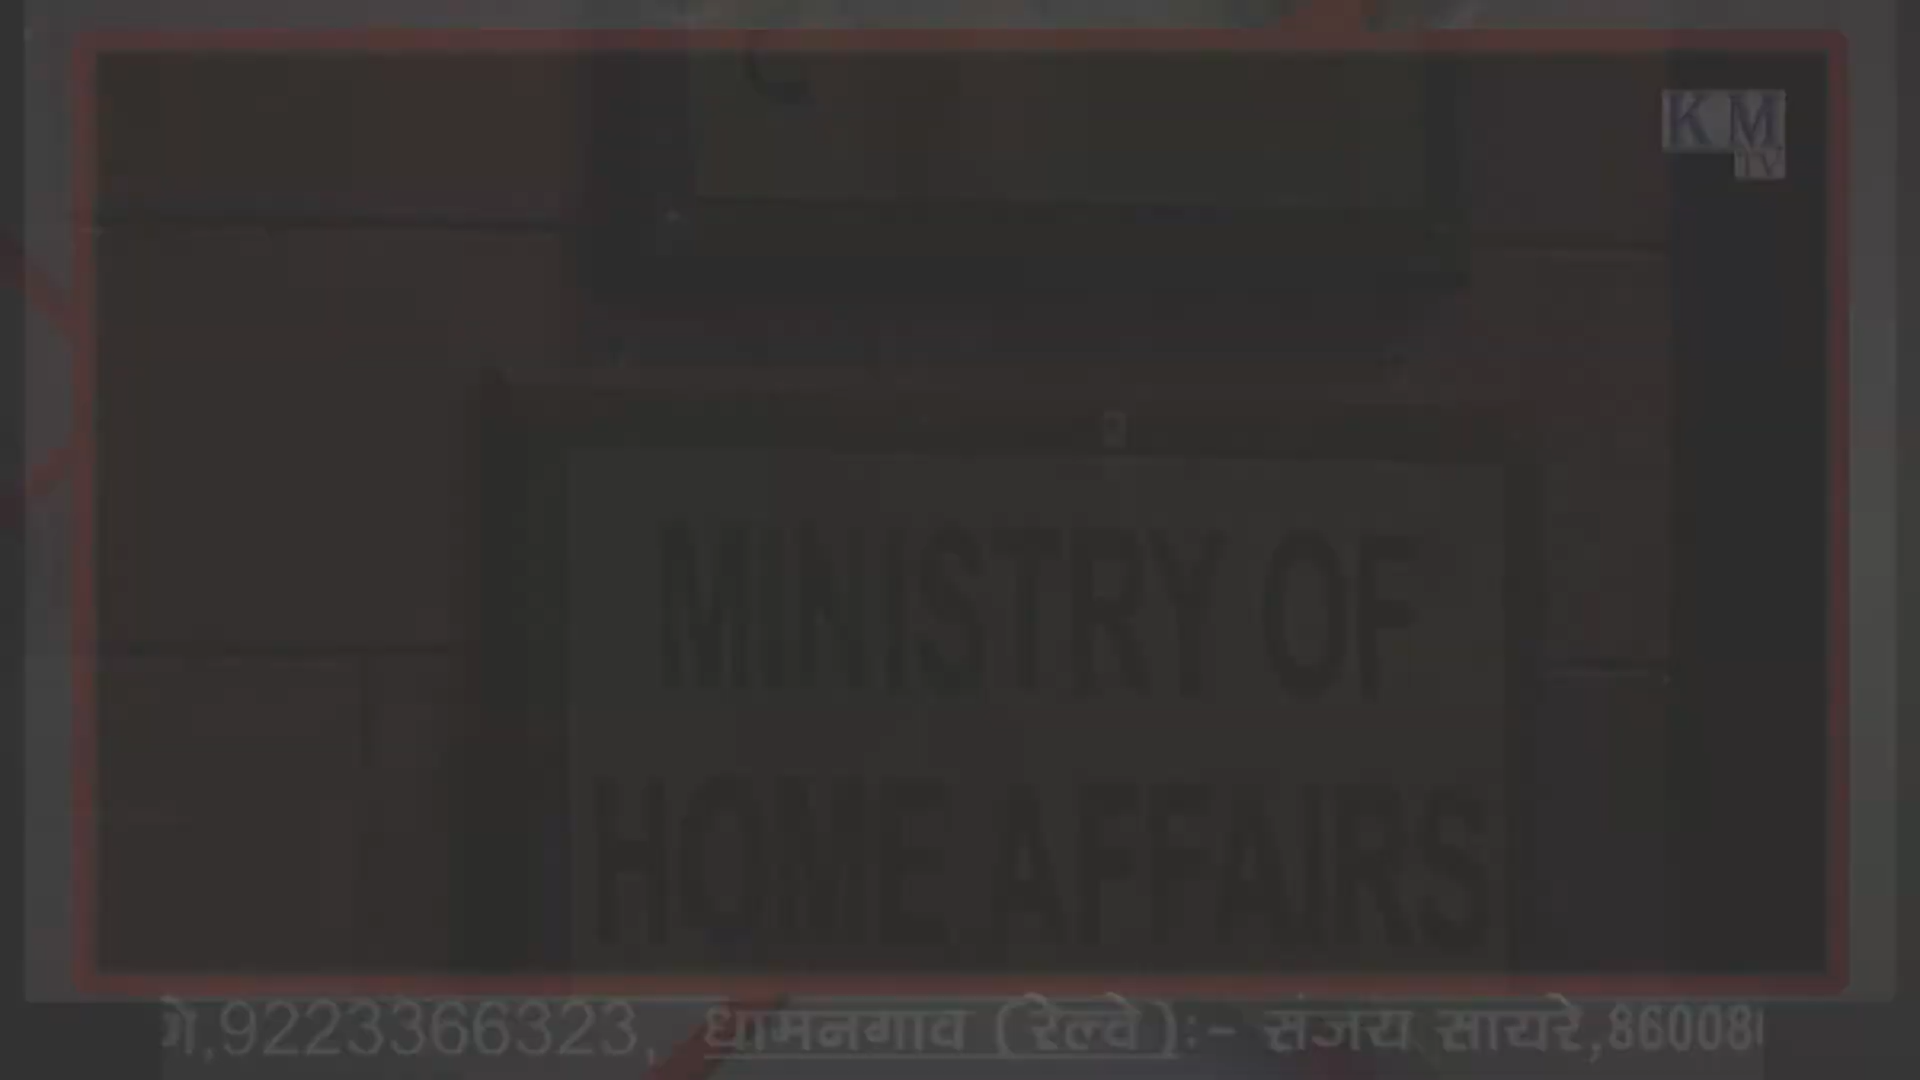 KM
TV
MINISTRY OF
HOME AFFAIRS
गे,9223366323, धामनगाव (रेल्वे):- संजय सायरे,86008